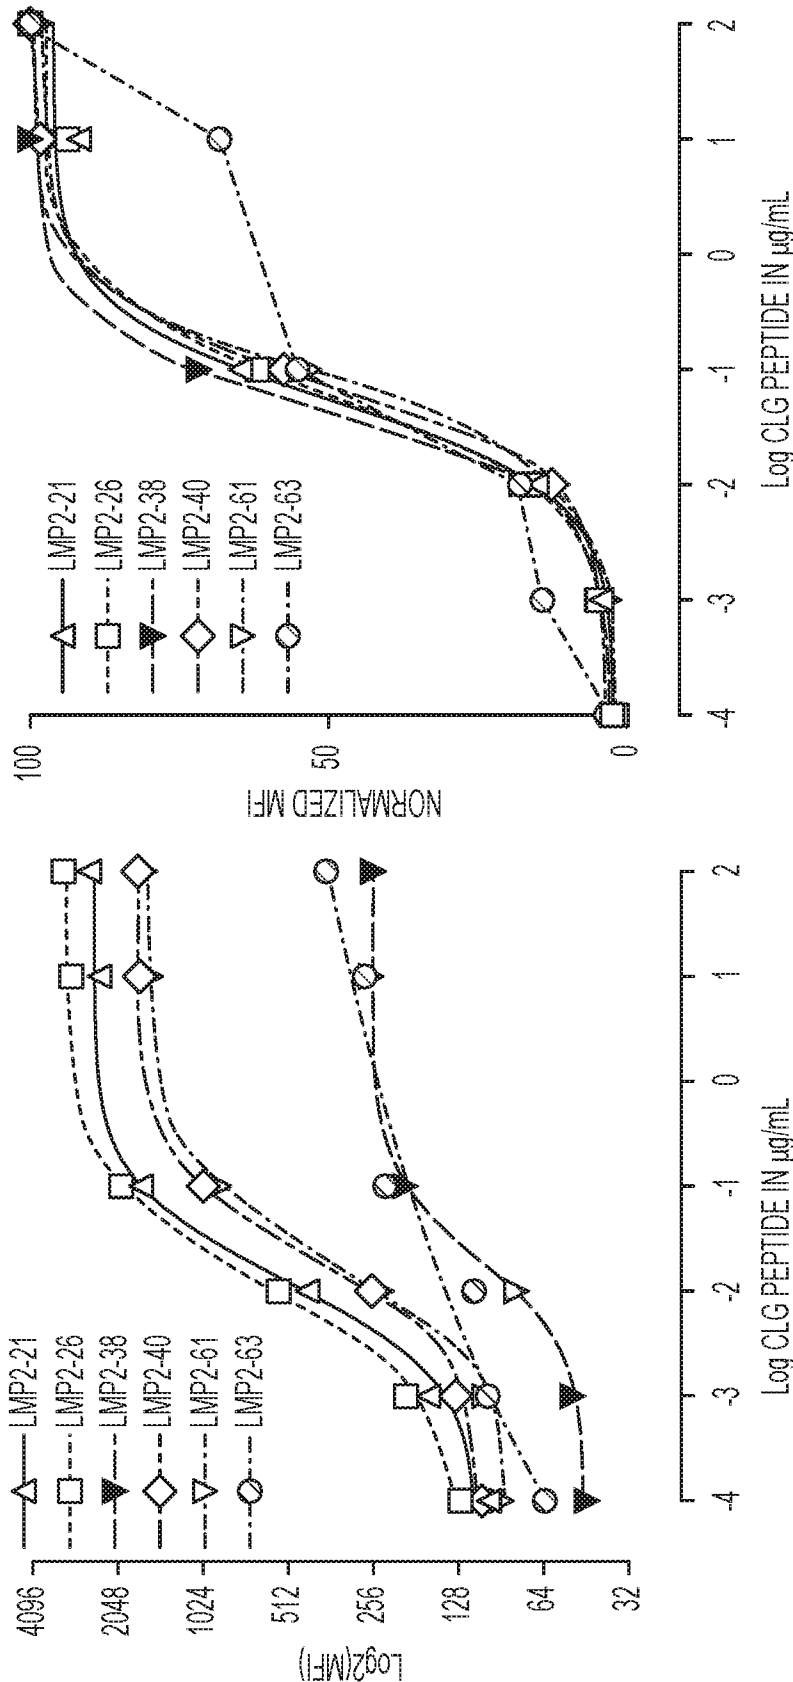 LMP2-21
LMP2-26
LMP2-38
LMP2-40
LMP2-61
LMP2-63
4096
2048
1024
512
256
128
64
32
Log2(MFI)
-4
-3
-2
-1
0
1
2
Log CLG PEPTIDE IN µg/mL
LMP2-21
LMP2-26
LMP2-38
LMP2-40
LMP2-61
LMP2-63
100
50
0
NORMALIZED MFI
-4
-3
-2
-1
0
1
2
Log CLG PEPTIDE IN µg/mL